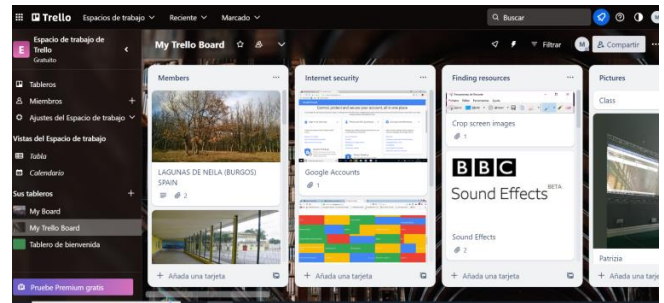 Trello Espacios de trabajo Reciente Marcado Buscar
E Espacio de trabajo de Trello
Gratuito
My Trello Board Filtrar M Compartir
Tableros
Miembros
Ajustes del Espacio de trabajo
Vistas del Espacio de trabajo
Tabla
Calendario
Sus tableros
My Board
My Trello Board
Tablero de bienvenida
Pruebe Premium gratis
Members
LAGUNAS DE NEILA (BURGOS)
SPAIN
2
+ Añada una tarjeta
Internet security
Google Accounts
1
+ Añada una tarjeta
Finding resources
Crop screen images
1
BBC
Sound Effects BETA
Sound Effects
2
+ Añada una tarjeta
Pictures
Class
Patrizia
+ Añada una tarje